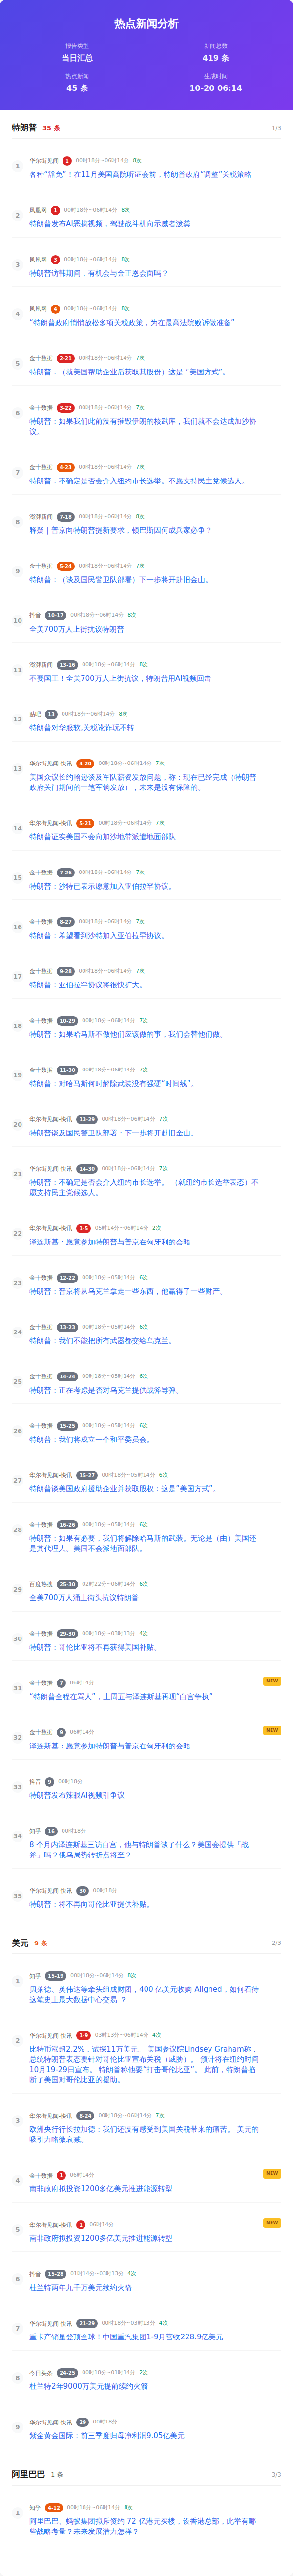 热点新闻分析
报告类型
新闻总数
当日汇总
419 条
热点新闻
生成时间
45 条
10-20 06:14
特朗普 35 条 1/3
1
华尔街见闻 1 00时18分~06时14分 8次
各种“豁免”！在11月美国高院听证会前，特朗普政府“调整”关税策略
2
凤凰网 1 00时18分~06时14分 8次
特朗普发布AI恶搞视频，驾驶战斗机向示威者泼粪
3
凤凰网 3 00时18分~06时14分 8次
特朗普访韩期间，有机会与金正恩会面吗？
4
凤凰网 4 00时18分~06时14分 8次
“特朗普政府悄悄放松多项关税政策，为在最高法院败诉做准备”
5
金十数据 2-21 00时18分~06时14分 7次
特朗普：（就美国帮助企业后获取其股份）这是 “美国方式”。
6
金十数据 3-22 00时18分~06时14分 7次
特朗普：如果我们此前没有摧毁伊朗的核武库，我们就不会达成加沙协
议。
7
金十数据 4-23 00时18分~06时14分 7次
特朗普：不确定是否会介入纽约市长选举。不愿支持民主党候选人。
8
澎湃新闻 7-18 00时18分~06时14分 8次
释疑｜普京向特朗普提新要求，顿巴斯因何成兵家必争？
9
金十数据 5-24 00时18分~06时14分 7次
特朗普：（谈及国民警卫队部署）下一步将开赴旧金山。
10
抖音 10-17 00时18分~06时14分 8次
全美700万人上街抗议特朗普
11
澎湃新闻 13-16 00时18分~06时14分 8次
不要国王！全美700万人上街抗议，特朗普用AI视频回击
12
贴吧 13 00时18分~06时14分 8次
特朗普对华服软,关税讹诈玩不转
13
华尔街见闻-快讯 4-20 00时18分~06时14分 7次
美国众议长约翰逊谈及军队薪资发放问题，称：现在已经完成（特朗普
政府关门期间的一笔军饷发放），未来是没有保障的。
14
华尔街见闻-快讯 5-21 00时18分~06时14分 7次
特朗普证实美国不会向加沙地带派遣地面部队
15
金十数据 7-26 00时18分~06时14分 7次
特朗普：沙特已表示愿意加入亚伯拉罕协议。
16
金十数据 8-27 00时18分~06时14分 7次
特朗普：希望看到沙特加入亚伯拉罕协议。
17
金十数据 9-28 00时18分~06时14分 7次
特朗普：亚伯拉罕协议将很快扩大。
18
金十数据 10-29 00时18分~06时14分 7次
特朗普：如果哈马斯不做他们应该做的事，我们会替他们做。
19
金十数据 11-30 00时18分~06时14分 7次
特朗普：对哈马斯何时解除武装没有强硬“时间线”。
20
华尔街见闻-快讯 13-29 00时18分~06时14分 7次
特朗普谈及国民警卫队部署：下一步将开赴旧金山。
21
华尔街见闻-快讯 14-30 00时18分~06时14分 7次
特朗普：不确定是否会介入纽约市长选举。 （就纽约市长选举表态）不
愿支持民主党候选人。
22
华尔街见闻-快讯 1-5 05时14分~06时14分 2次
泽连斯基：愿意参加特朗普与普京在匈牙利的会晤
23
金十数据 12-22 00时18分~05时14分 6次
特朗普：普京将从乌克兰拿走一些东西，他赢得了一些财产。
24
金十数据 13-23 00时18分~05时14分 6次
特朗普：我们不能把所有武器都交给乌克兰。
25
金十数据 14-24 00时18分~05时14分 6次
特朗普：正在考虑是否对乌克兰提供战斧导弹。
26
金十数据 15-25 00时18分~05时14分 6次
特朗普：我们将成立一个和平委员会。
27
华尔街见闻-快讯 15-27 00时18分~05时14分 6次
特朗普谈美国政府援助企业并获取股权：这是”美国方式”。
28
金十数据 16-26 00时18分~05时14分 6次
特朗普：如果有必要，我们将解除哈马斯的武装。无论是（由）美国还
是其代理人。美国不会派地面部队。
29
百度热搜 25-30 02时22分~06时14分 6次
全美700万人涌上街头抗议特朗普
30
金十数据 29-30 00时18分~03时13分 4次
特朗普：哥伦比亚将不再获得美国补贴。
31
金十数据 7 06时14分 NEW
“特朗普全程在骂人”，上周五与泽连斯基再现“白宫争执”
32
金十数据 9 06时14分 NEW
泽连斯基：愿意参加特朗普与普京在匈牙利的会晤
33
抖音 9 00时18分
特朗普发布辣眼AI视频引争议
34
知乎 16 00时18分
8 个月内泽连斯基三访白宫，他与特朗普谈了什么？美国会提供「战
斧」吗？俄乌局势转折点将至？
35
华尔街见闻-快讯 30 00时18分
特朗普：将不再向哥伦比亚提供补贴。
美元 9 条 2/3
1
知乎 15-19 00时18分~06时14分 8次
贝莱德、英伟达等牵头组成财团，400 亿美元收购 Aligned，如何看待
这笔史上最大数据中心交易 ？
2
华尔街见闻-快讯 1-9 03时13分~06时14分 4次
比特币涨超2.2%，试探11万美元。 美国参议院Lindsey Graham称，
总统特朗普表态要针对哥伦比亚宣布关税（威胁）。 预计将在纽约时间
10月19-29日宣布。 特朗普称他要“打击哥伦比亚”。 此前，特朗普掐
断了美国对哥伦比亚的援助。
3
华尔街见闻-快讯 8-24 00时18分~06时14分 7次
欧洲央行行长拉加德：我们还没有感受到美国关税带来的痛苦。 美元的
吸引力略微衰减。
4
金十数据 1 06时14分 NEW
南非政府拟投资1200多亿美元推进能源转型
5
华尔街见闻-快讯 1 06时14分 NEW
南非政府拟投资1200多亿美元推进能源转型
6
抖音 15-28 01时14分~03时13分 4次
杜兰特两年九千万美元续约火箭
7
华尔街见闻-快讯 21-29 00时18分~03时13分 4次
重卡产销量登顶全球！中国重汽集团1-9月营收228.9亿美元
8
今日头条 24-25 00时18分~01时14分 2次
杜兰特2年9000万美元提前续约火箭
9
华尔街见闻-快讯 29 00时18分
紫金黄金国际：前三季度归母净利润9.05亿美元
阿里巴巴 1 条 3/3
1
知乎 4-12 00时18分~06时14分 8次
阿里巴巴、蚂蚁集团拟斥资约 72 亿港元买楼，设香港总部，此举有哪
些战略考量？未来发展潜力怎样？